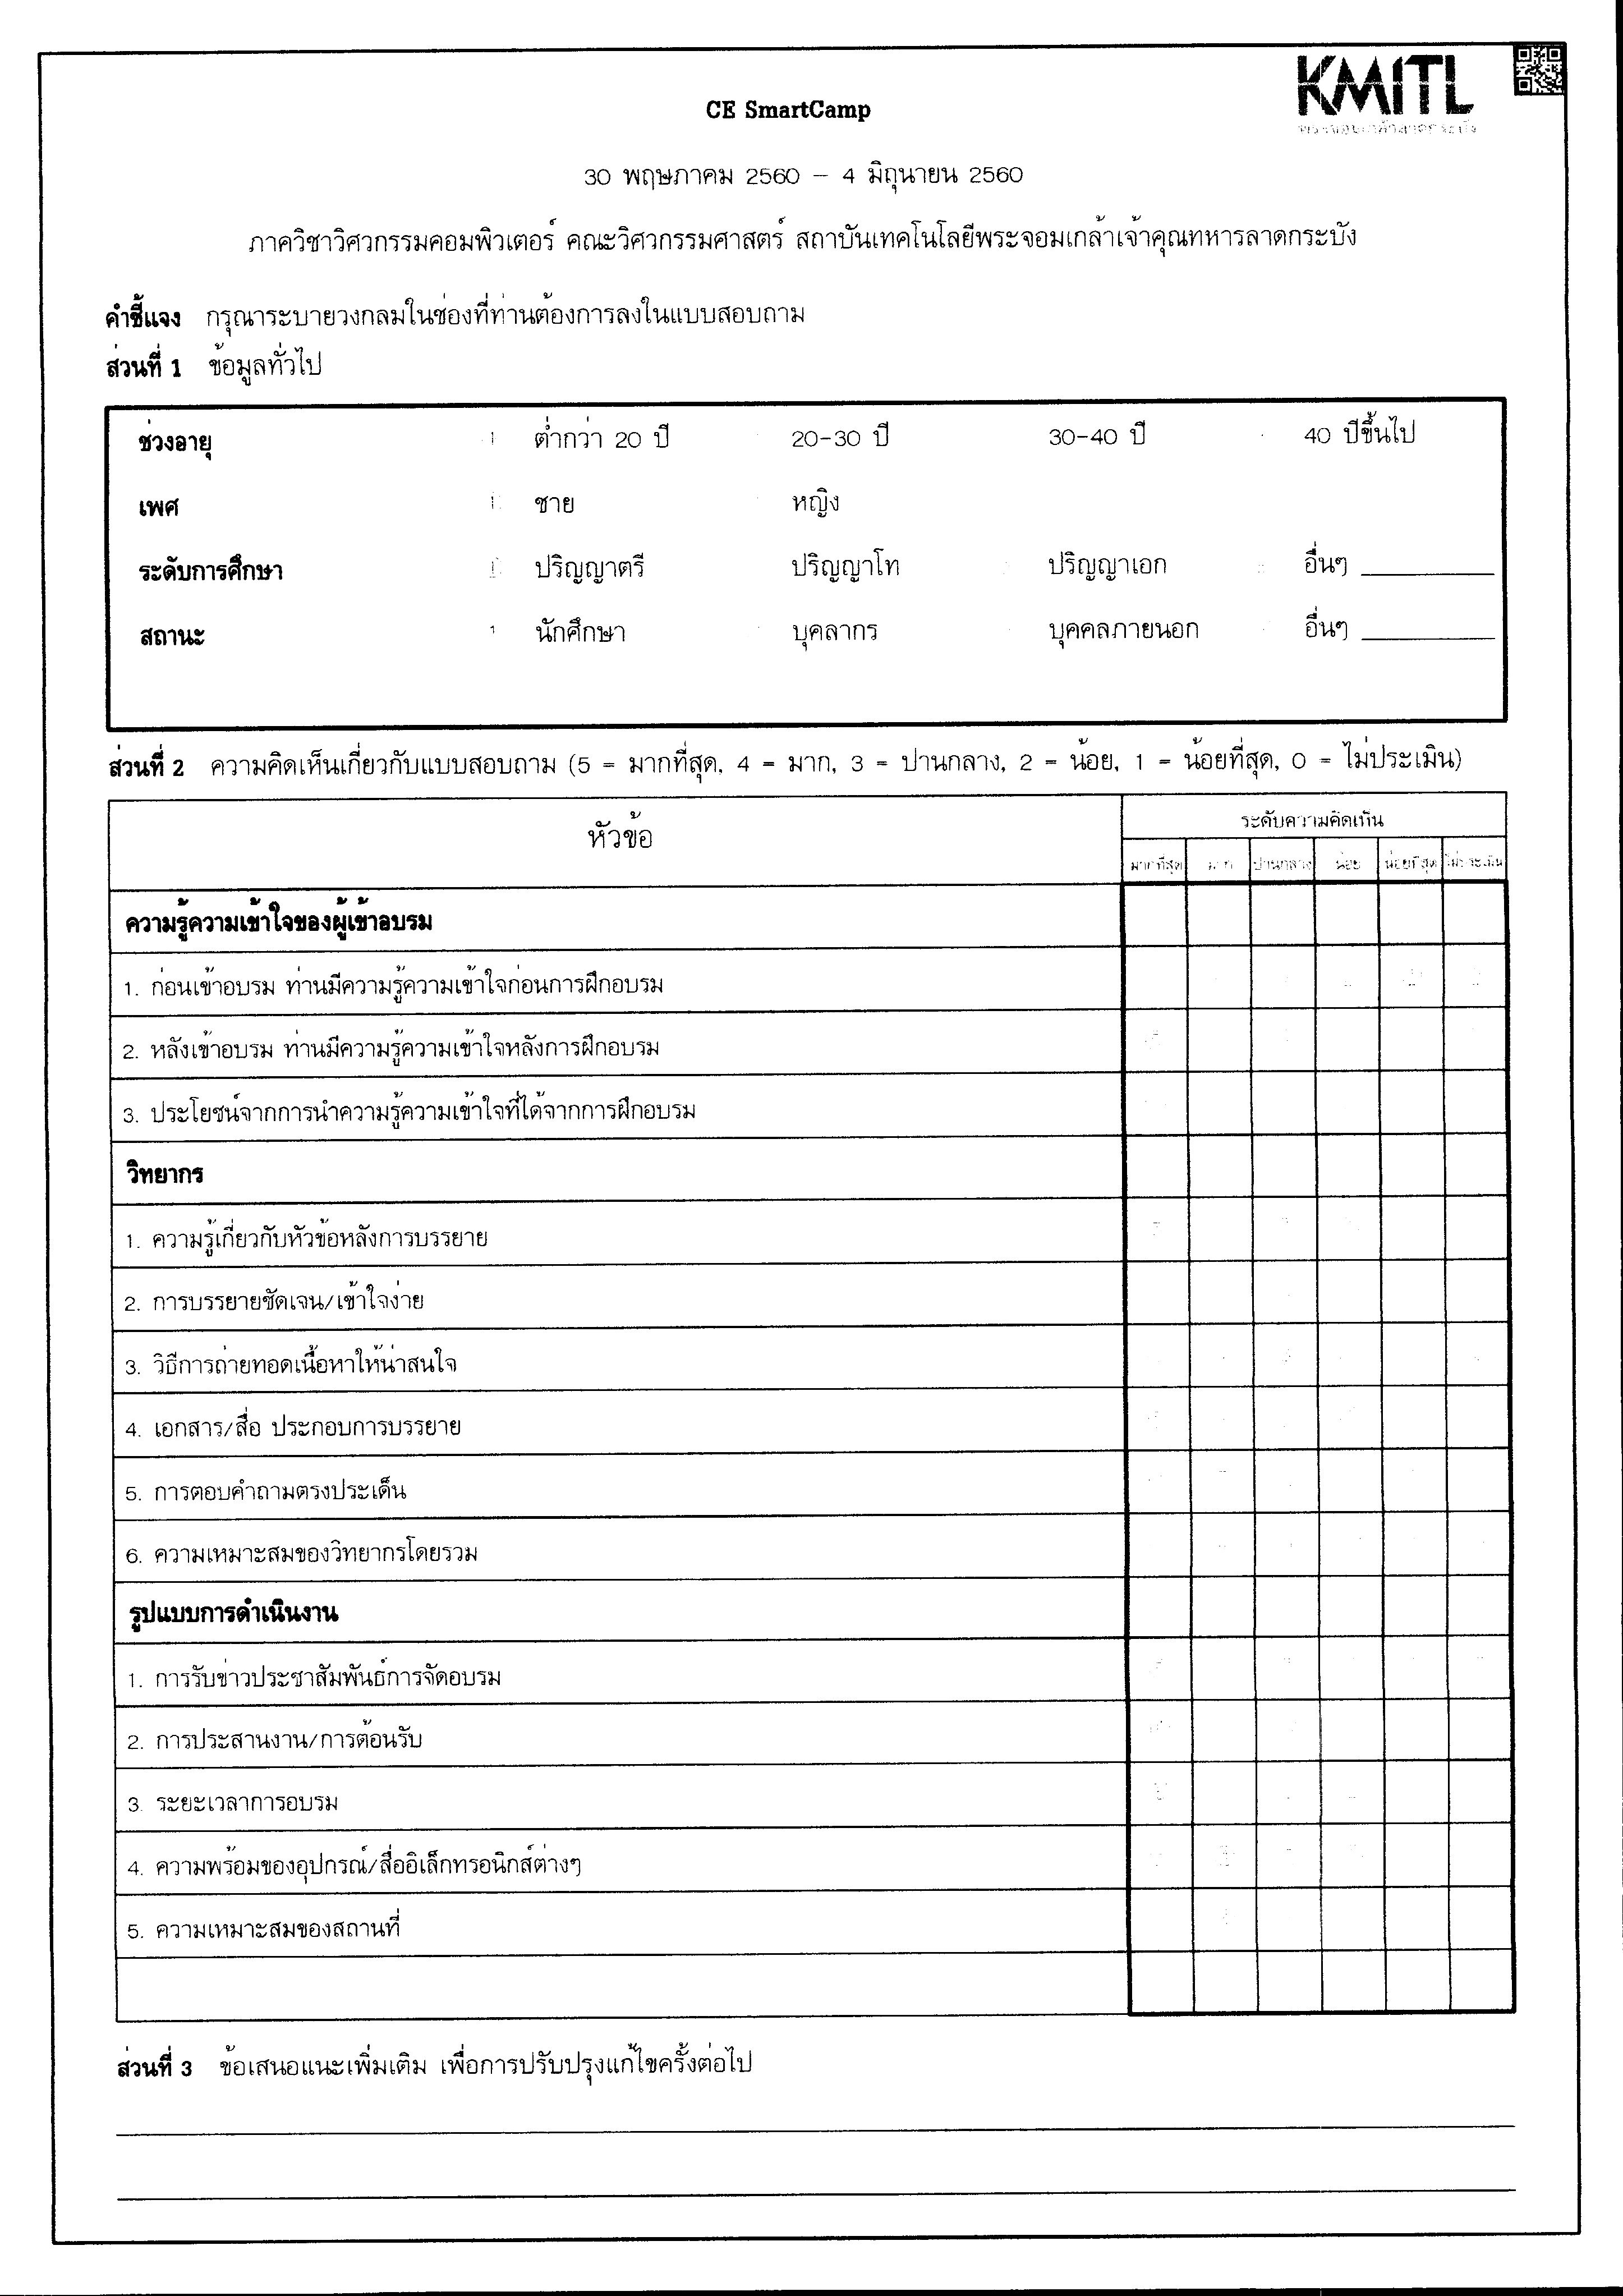 KMITL
CE SmartCamp
30 พฤษภาคม 2560 – 4 มิถุนายน 2560
ภาควิชาวิศวกรรมคอมพิวเตอร์ คณะวิศวกรรมศาสตร์ สถาบันเทคโนโลยีพระจอมเกล้าเจ้าคุณทหารลาดกระบัง
คำชี้แจง กรุณาระบายวงกลมในช่องที่ท่านต้องการลงในแบบสอบถาม
ส่วนที่ 1 ข้อมูลทั่วไป
ช่วงอายุ ต่ำกว่า 20 ปี 20-30 ปี 30-40 ปี 40 ปีขึ้นไป
เพศ ชาย หญิง
ระดับการศึกษา ปริญญาตรี ปริญญาโท ปริญญาเอก อื่นๆ
สถานะ นักศึกษา บุคลากร บุคคลภายนอก อื่นๆ
ส่วนที่ 2 ความคิดเห็นเกี่ยวกับแบบสอบถาม (5 = มากที่สุด, 4 = มาก, 3 = ปานกลาง, 2 = น้อย, 1 = น้อยที่สุด, 0 = ไม่ประเมิน)
หัวข้อ ระดับความคิดเห็น
มากที่สุด มาก ปานกลาง น้อย น้อยที่สุด ไม่ประเมิน
ความรู้ความเข้าใจของผู้เข้าอบรม
1. ก่อนเข้าอบรม ท่านมีความรู้ความเข้าใจก่อนการฝึกอบรม
2. หลังเข้าอบรม ท่านมีความรู้ความเข้าใจหลังการฝึกอบรม
3. ประโยชน์จากการนำความรู้ความเข้าใจที่ได้จากการฝึกอบรม
วิทยากร
1. ความรู้เกี่ยวกับหัวข้อหลังการบรรยาย
2. การบรรยายชัดเจน/เข้าใจง่าย
3. วิธีการถ่ายทอดเนื้อหาให้น่าสนใจ
4. เอกสาร/สื่อ ประกอบการบรรยาย
5. การตอบคำถามตรงประเด็น
6. ความเหมาะสมของวิทยากรโดยรวม
รูปแบบการดำเนินงาน
1. การรับข่าวประชาสัมพันธ์การจัดอบรม
2. การประสานงาน/การต้อนรับ
3. ระยะเวลาการอบรม
4. ความพร้อมของอุปกรณ์/สื่ออิเล็กทรอนิกส์ต่างๆ
5. ความเหมาะสมของสถานที่
ส่วนที่ 3 ข้อเสนอแนะเพิ่มเติม เพื่อการปรับปรุงแก้ไขครั้งต่อไป